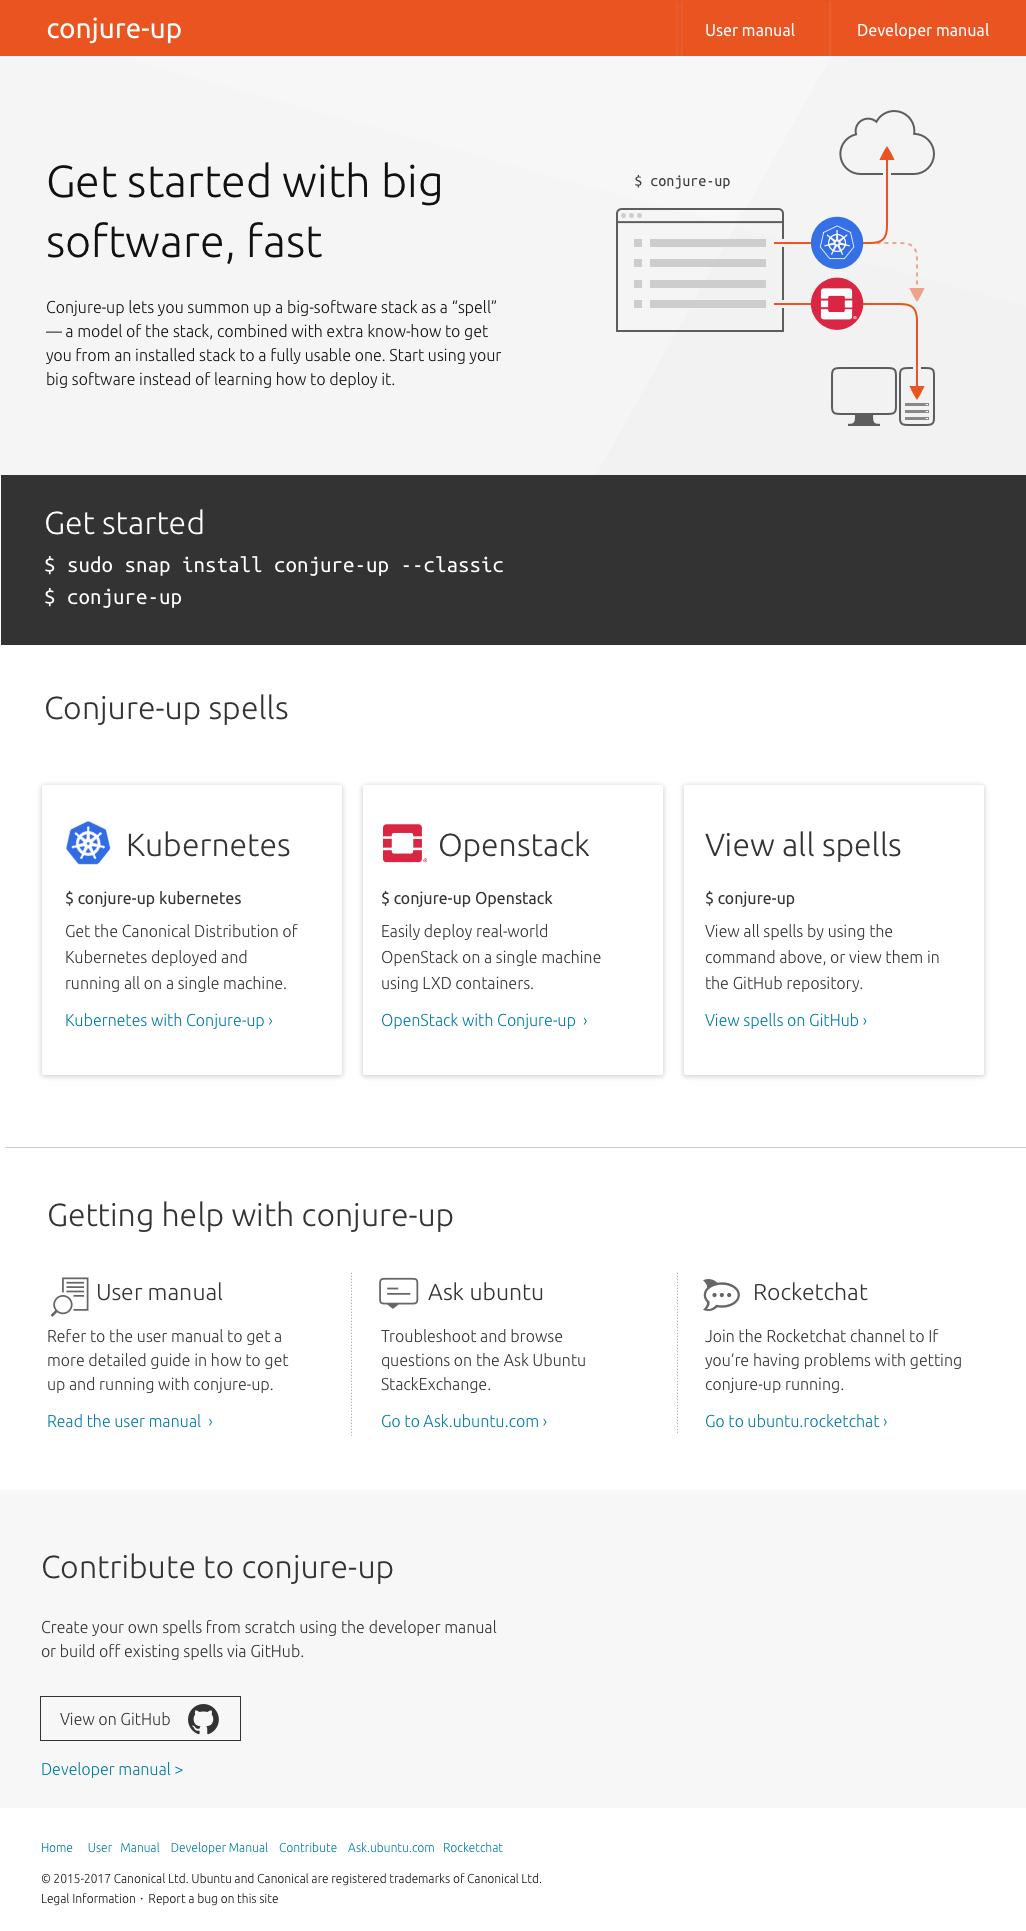 conjure-up
User manual
Developer manual
Get started with big
software, fast
Conjure-up lets you summon up a big-software stack as a “spell”
— a model of the stack, combined with extra know-how to get
you from an installed stack to a fully usable one. Start using your
big software instead of learning how to deploy it.
$ conjure-up
Get started
$ sudo snap install conjure-up --classic
$ conjure-up
Conjure-up spells
Kubernetes
$ conjure-up kubernetes
Get the Canonical Distribution of
Kubernetes deployed and
running all on a single machine.
Kubernetes with Conjure-up ›
Openstack
$ conjure-up Openstack
Easily deploy real-world
OpenStack on a single machine
using LXD containers.
OpenStack with Conjure-up ›
View all spells
$ conjure-up
View all spells by using the
command above, or view them in
the GitHub repository.
View spells on GitHub ›
Getting help with conjure-up
User manual
Refer to the user manual to get a
more detailed guide in how to get
up and running with conjure-up.
Read the user manual ›
Ask ubuntu
Troubleshoot and browse
questions on the Ask Ubuntu
StackExchange.
Go to Ask.ubuntu.com ›
Rocketchat
Join the Rocketchat channel to If
you’re having problems with getting
conjure-up running.
Go to ubuntu.rocketchat ›
Contribute to conjure-up
Create your own spells from scratch using the developer manual
or build off existing spells via GitHub.
View on GitHub
Developer manual >
Home User Manual Developer Manual Contribute Ask.ubuntu.com Rocketchat
© 2015-2017 Canonical Ltd. Ubuntu and Canonical are registered trademarks of Canonical Ltd.
Legal Information · Report a bug on this site